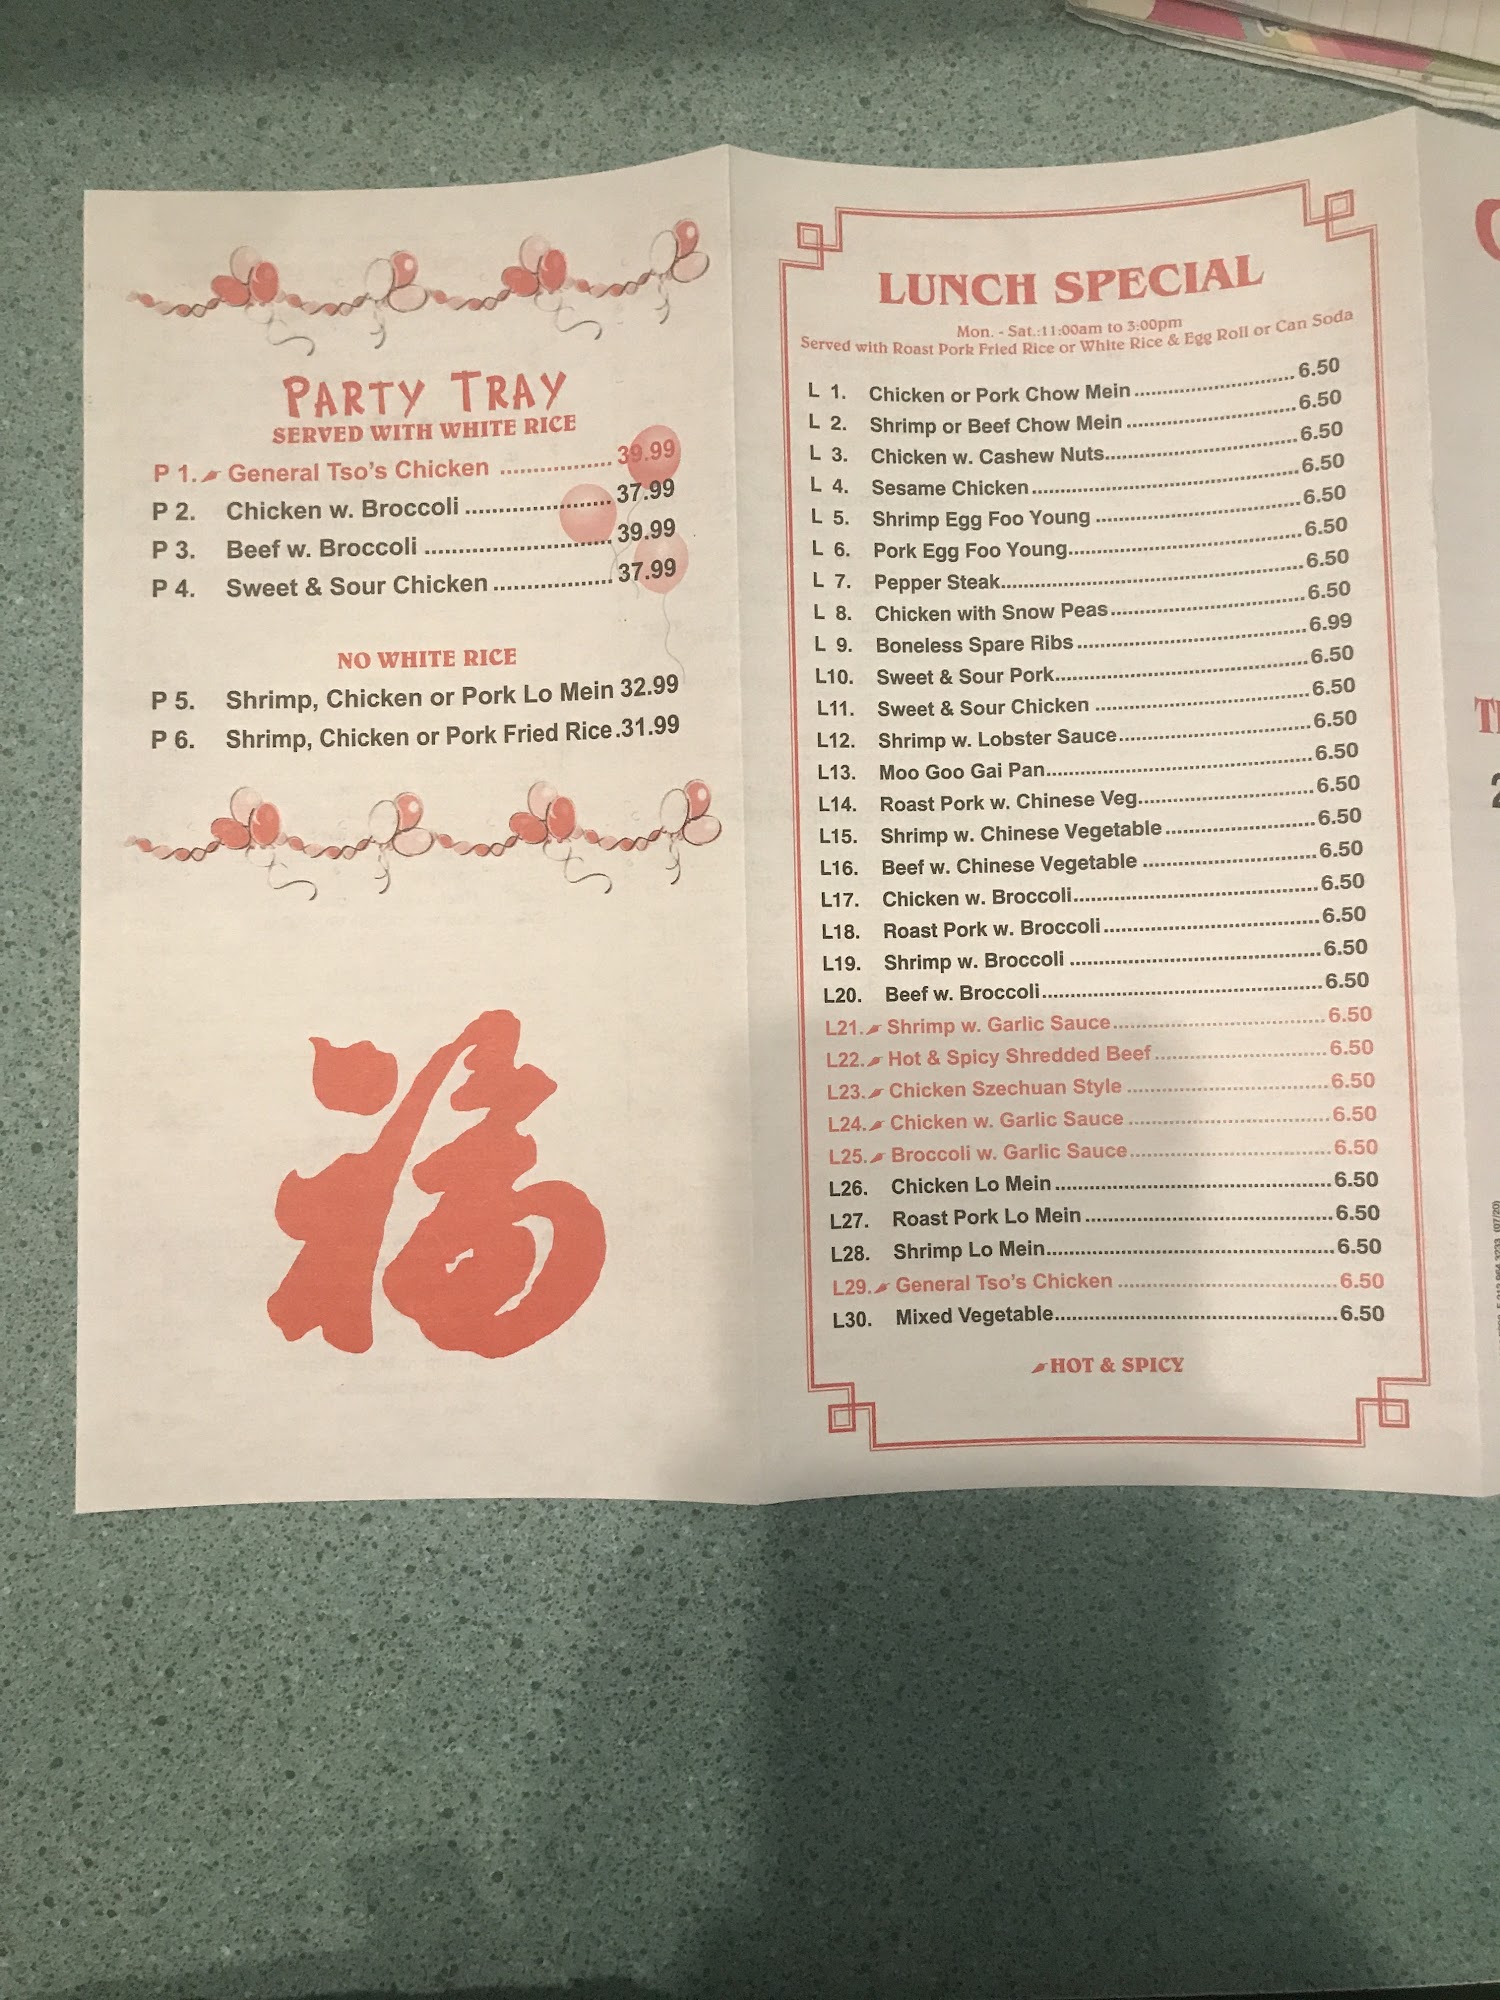 PARTY TRAY
SERVED WITH WHITE RICE
P 1. General Tso's Chicken ................. 39.99
P 2. Chicken w. Broccoli ...................... 37.99
P 3. Beef w. Broccoli ............................ 39.99
P 4. Sweet & Sour Chicken .................. 37.99
NO WHITE RICE
P 5. Shrimp, Chicken or Pork Lo Mein 32.99
P 6. Shrimp, Chicken or Pork Fried Rice.31.99
福
LUNCH SPECIAL
Mon. - Sat.:11:00am to 3:00pm
Served with Roast Pork Fried Rice or White Rice & Egg Roll or Can Soda
L 1. Chicken or Pork Chow Mein ........................ 6.50
L 2. Shrimp or Beef Chow Mein ......................... 6.50
L 3. Chicken w. Cashew Nuts............................ 6.50
L 4. Sesame Chicken ....................................... 6.50
L 5. Shrimp Egg Foo Young .............................. 6.50
L 6. Pork Egg Foo Young.................................. 6.50
L 7. Pepper Steak............................................ 6.50
L 8. Chicken with Snow Peas............................ 6.50
L 9. Boneless Spare Ribs ................................. 6.99
L10. Sweet & Sour Pork.................................... 6.50
L11. Sweet & Sour Chicken .............................. 6.50
L12. Shrimp w. Lobster Sauce........................... 6.50
L13. Moo Goo Gai Pan...................................... 6.50
L14. Roast Pork w. Chinese Veg........................ 6.50
L15. Shrimp w. Chinese Vegetable .................... 6.50
L16. Beef w. Chinese Vegetable ....................... 6.50
L17. Chicken w. Broccoli................................... 6.50
L18. Roast Pork w. Broccoli .............................. 6.50
L19. Shrimp w. Broccoli .................................... 6.50
L20. Beef w. Broccoli........................................ 6.50
L21. Shrimp w. Garlic Sauce............................. 6.50
L22. Hot & Spicy Shredded Beef....................... 6.50
L23. Chicken Szechuan Style ........................... 6.50
L24. Chicken w. Garlic Sauce ........................... 6.50
L25. Broccoli w. Garlic Sauce........................... 6.50
L26. Chicken Lo Mein ....................................... 6.50
L27. Roast Pork Lo Mein ................................... 6.50
L28. Shrimp Lo Mein......................................... 6.50
L29. General Tso's Chicken .............................. 6.50
L30. Mixed Vegetable........................................ 6.50
HOT & SPICY